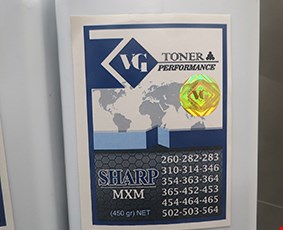 VG
TONER
PERFORMANCE
VG
SHARP
MXM
(450 gr) NET
260-282-283
310-314-346
354-363-364
365-452-453
454-464-465
502-503-564